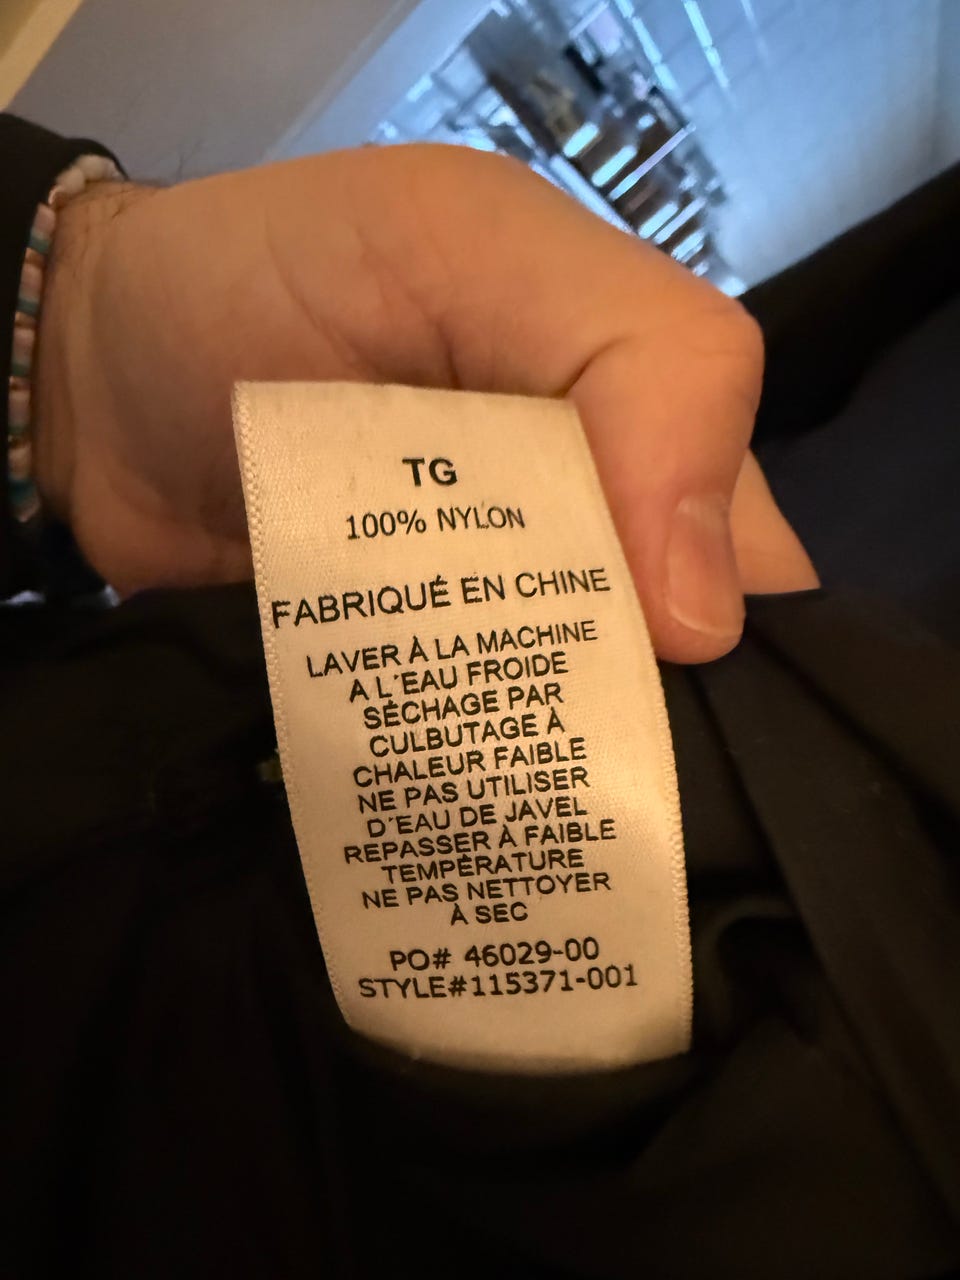 TG
100% NYLON
FABRIQUÉ EN CHINE
LAVER À LA MACHINE
A L'EAU FROIDE
SÉCHAGE PAR
CULBUTAGE À
CHALEUR FAIBLE
NE PAS UTILISER
D'EAU DE JAVEL
REPASSER À FAIBLE
TEMPÉRATURE
NE PAS NETTOYER
À SEC
PO# 46029-00
STYLE#115371-001